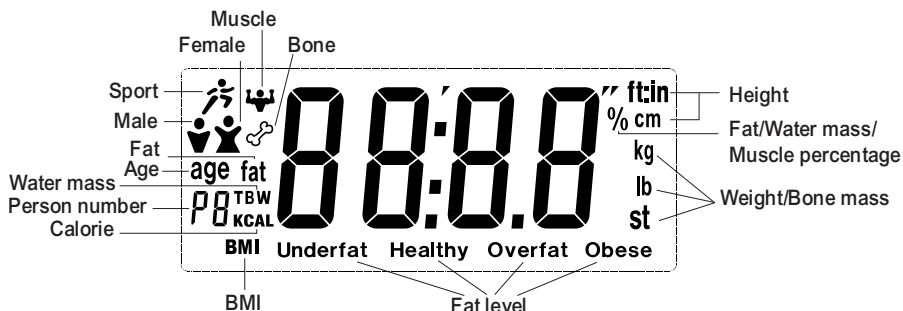 Muscle
Female Bone
Sport
Male
Fat
Age
Water mass
Person number
Calorie
age fat
P8 TBW
KCAL
BMI
88:8.8
′ ″ ft:in
% cm
kg
lb
st
Underfat Healthy Overfat Obese
Height
Fat/Water mass/
Muscle percentage
Weight/Bone mass
BMI
Fat level